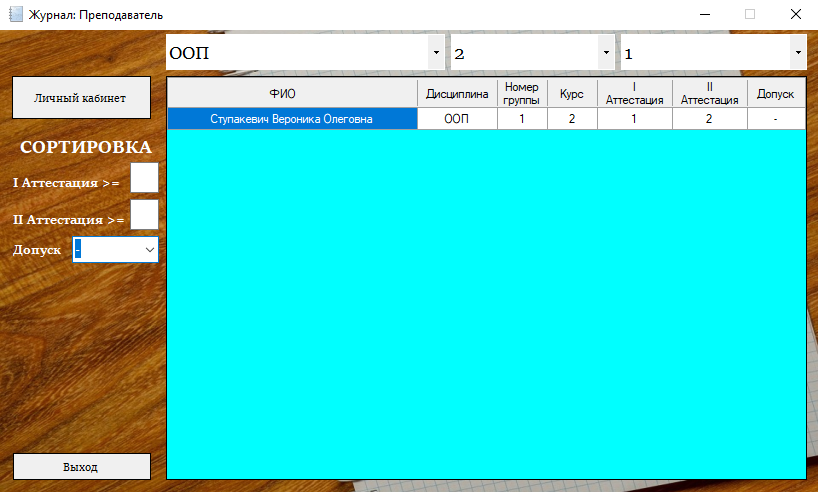 Журнал: Преподаватель
ООП 2 1
Личный кабинет
СОРТИРОВКА
I Аттестация >=
II Аттестация >=
Допуск -
Выход
ФИО Дисциплина Номер группы Курс I Аттестация II Аттестация Допуск
Ступакевич Вероника Олеговна ООП 1 2 1 2 -